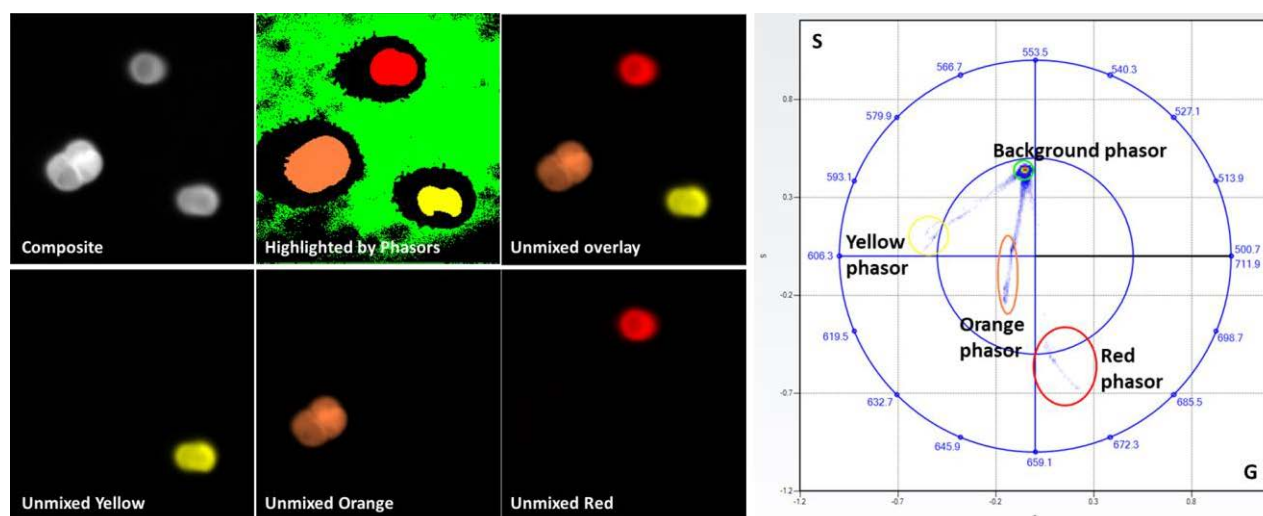 Composite
Highlighted by Phasors
Unmixed overlay
Unmixed Yellow
Unmixed Orange
Unmixed Red
S
553.5
566.7
540.3
579.9
527.1
0.8
Background phasor
593.1
513.9
0.3
Yellow
phasor
606.3
500.7
711.9
s
-0.2
Orange
phasor
619.5
698.7
Red
phasor
-0.7
632.7
685.5
645.9
672.3
659.1
G
-1.2
-1.2
-0.7
-0.2
0.3
0.8